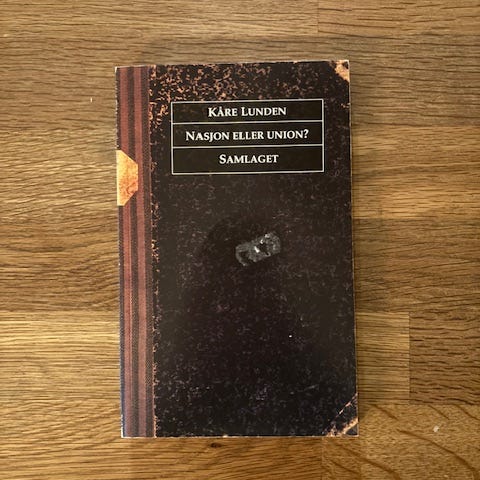 KÅRE LUNDEN
NASJON ELLER UNION?
SAMLAGET